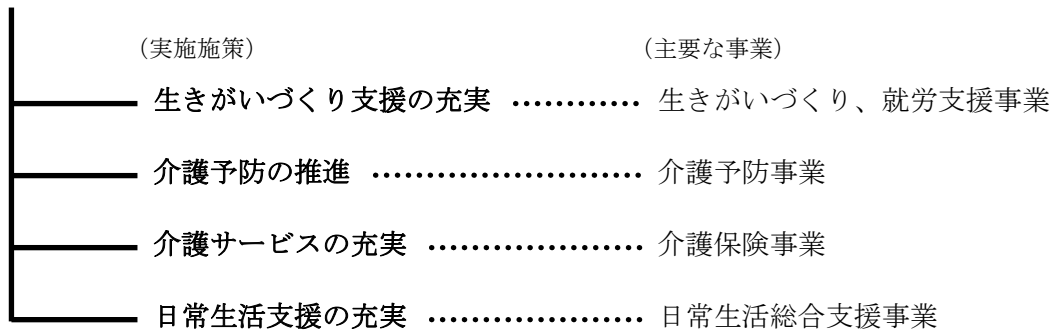 （実施施策） （主要な事業）
生きがいづくり支援の充実 ………… 生きがいづくり、就労支援事業
介護予防の推進 …………………… 介護予防事業
介護サービスの充実 ………………… 介護保険事業
日常生活支援の充実 ………………… 日常生活総合支援事業